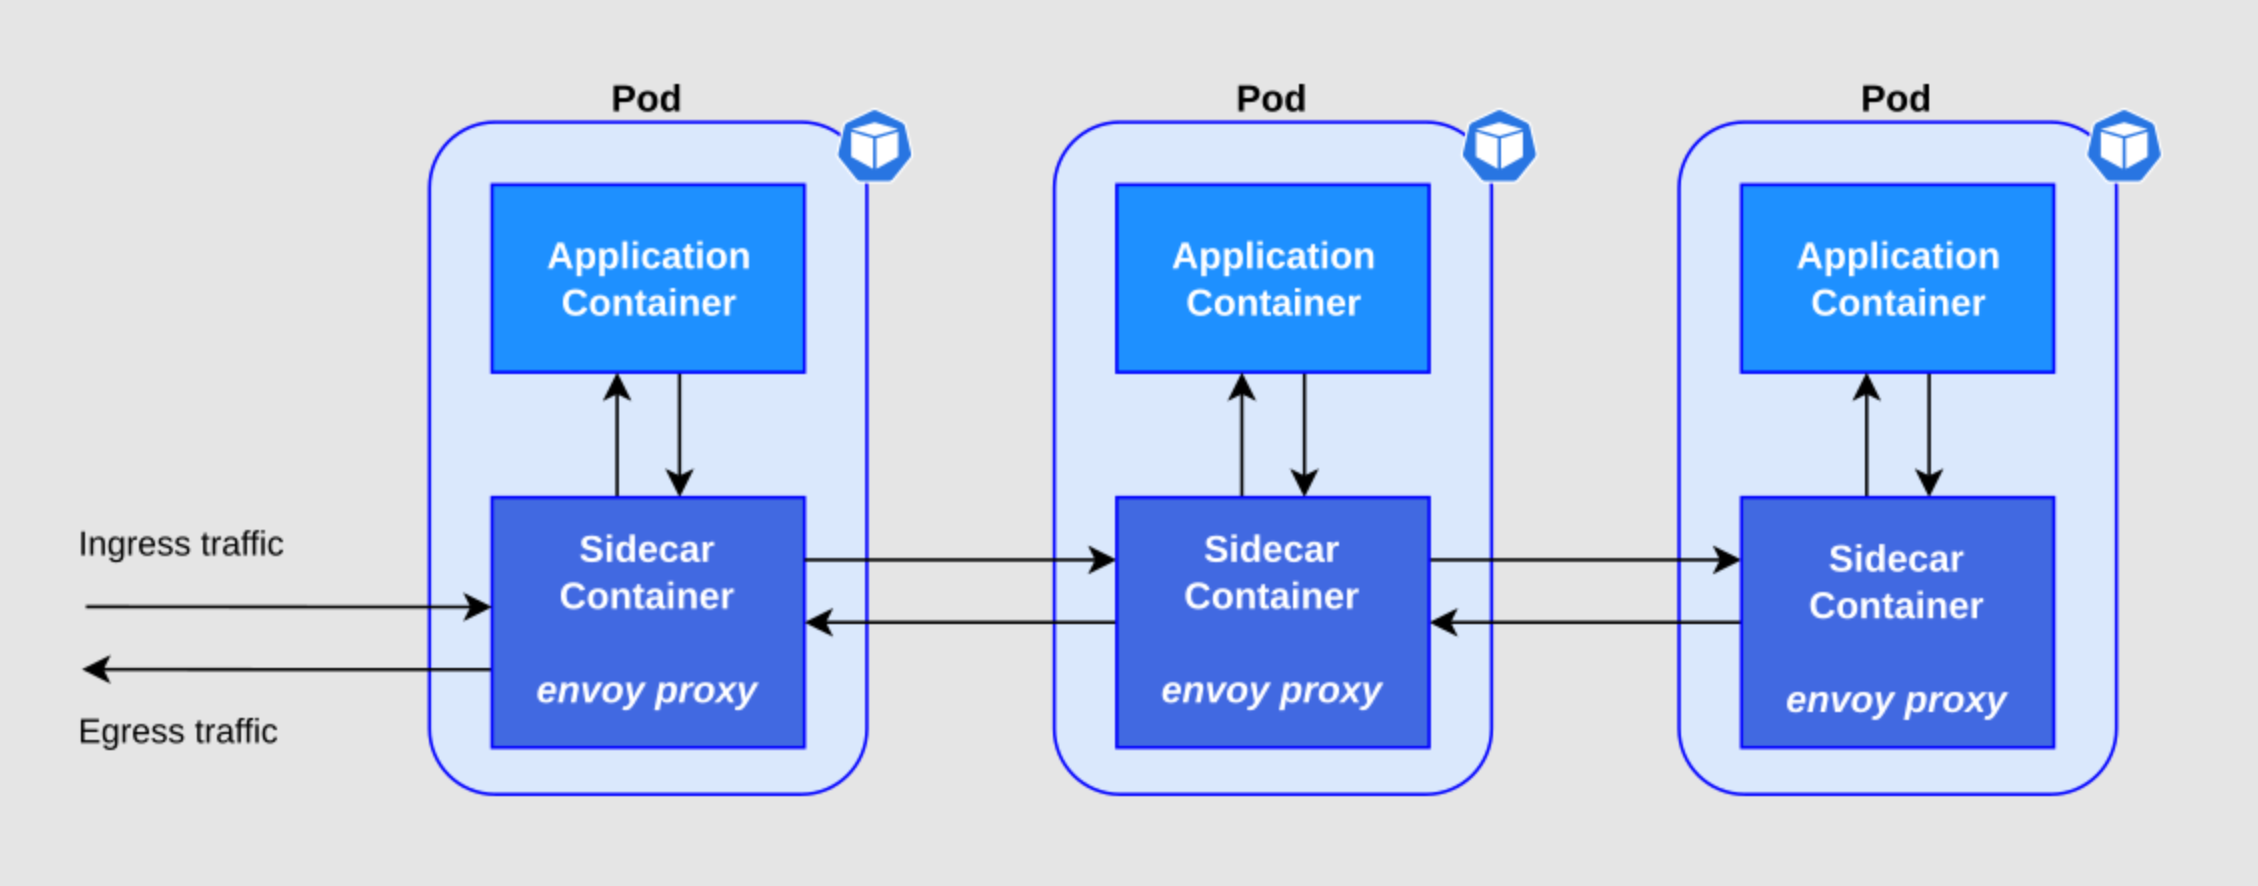 Pod
Application
Container
Sidecar
Container
envoy proxy
Pod
Application
Container
Sidecar
Container
envoy proxy
Pod
Application
Container
Sidecar
Container
envoy proxy
Ingress traffic
Egress traffic